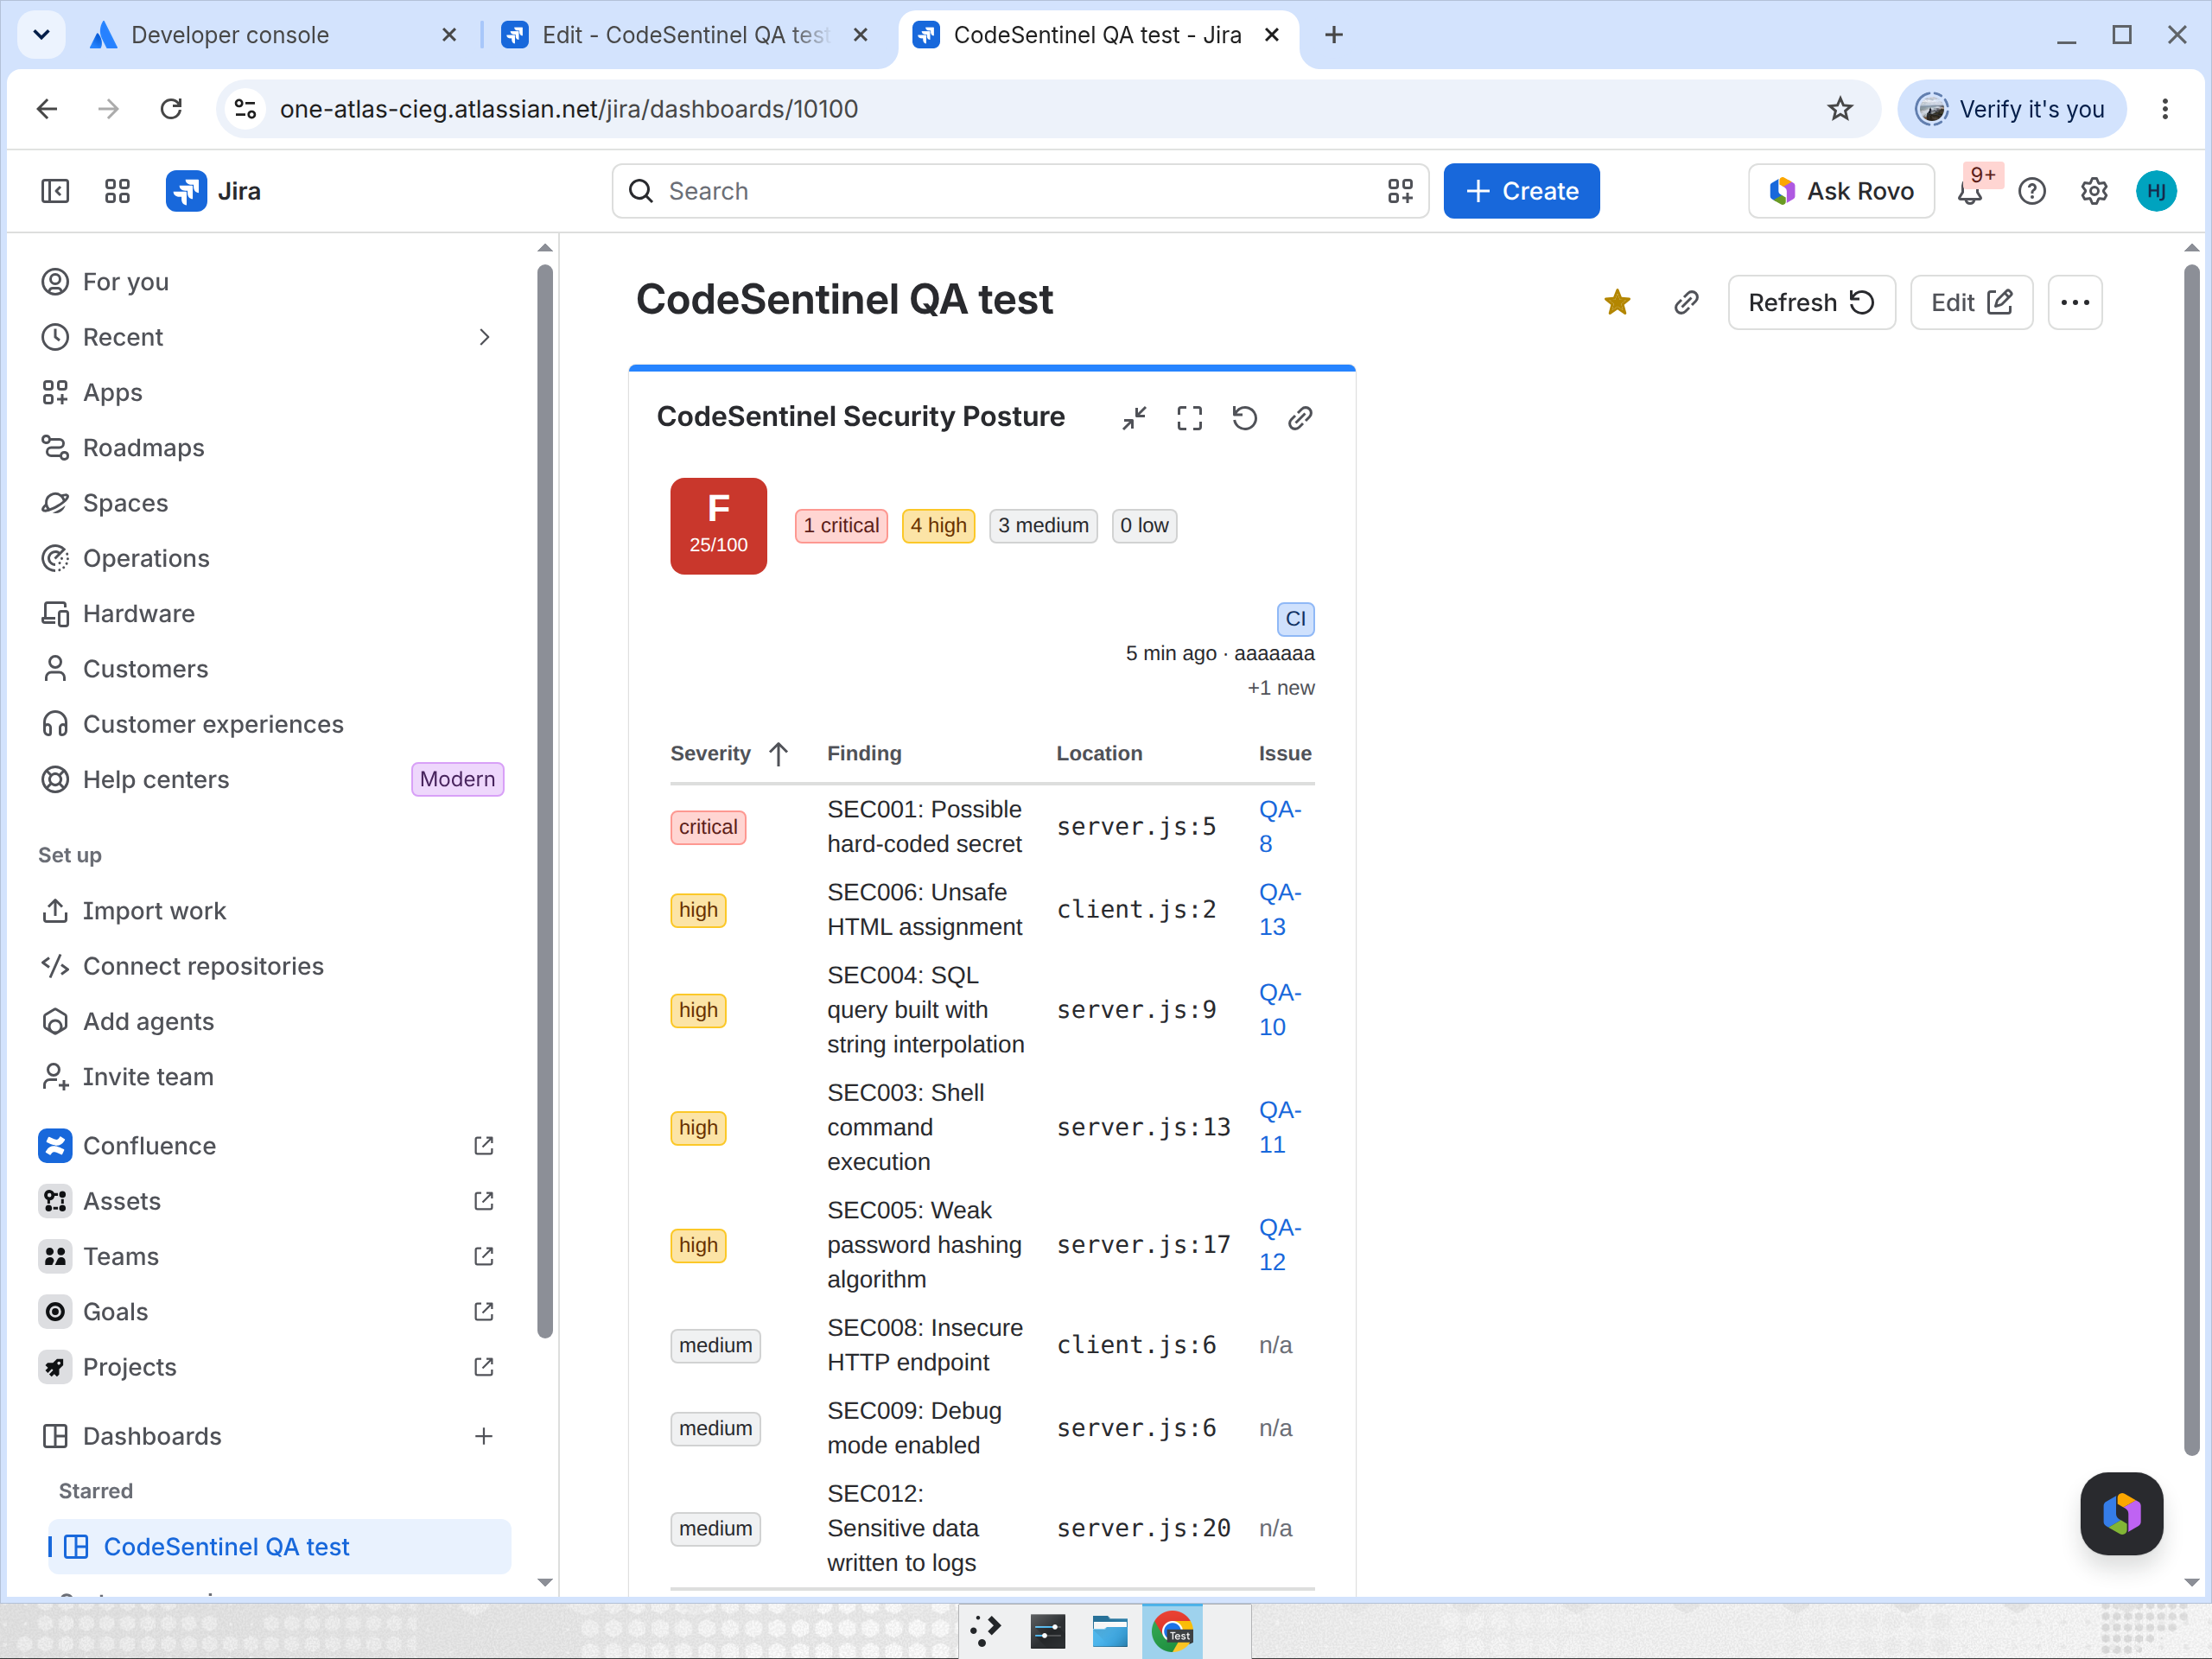 Developer console
Edit - CodeSentinel QA test
CodeSentinel QA test - Jira
one-atlas-cieg.atlassian.net/jira/dashboards/10100
Verify it's you
Jira
Search
Create
Ask Rovo
9+
HJ
For you
Recent
Apps
Roadmaps
Spaces
Operations
Hardware
Customers
Customer experiences
Help centers
Modern
Set up
Import work
Connect repositories
Add agents
Invite team
Confluence
Assets
Teams
Goals
Projects
Dashboards
Starred
CodeSentinel QA test
CodeSentinel QA test
Refresh
Edit
CodeSentinel Security Posture
F
25/100
1 critical
4 high
3 medium
0 low
CI
5 min ago · aaaaaaa
+1 new
Severity Finding Location Issue
critical
SEC001: Possible
hard-coded secret
server.js:5
QA-
8
high
SEC006: Unsafe
HTML assignment
client.js:2
QA-
13
high
SEC004: SQL
query built with
string interpolation
server.js:9
QA-
10
high
SEC003: Shell
command
execution
server.js:13
QA-
11
high
SEC005: Weak
password hashing
algorithm
server.js:17
QA-
12
medium
SEC008: Insecure
HTTP endpoint
client.js:6
n/a
medium
SEC009: Debug
mode enabled
server.js:6
n/a
medium
SEC012:
Sensitive data
written to logs
server.js:20
n/a
Test